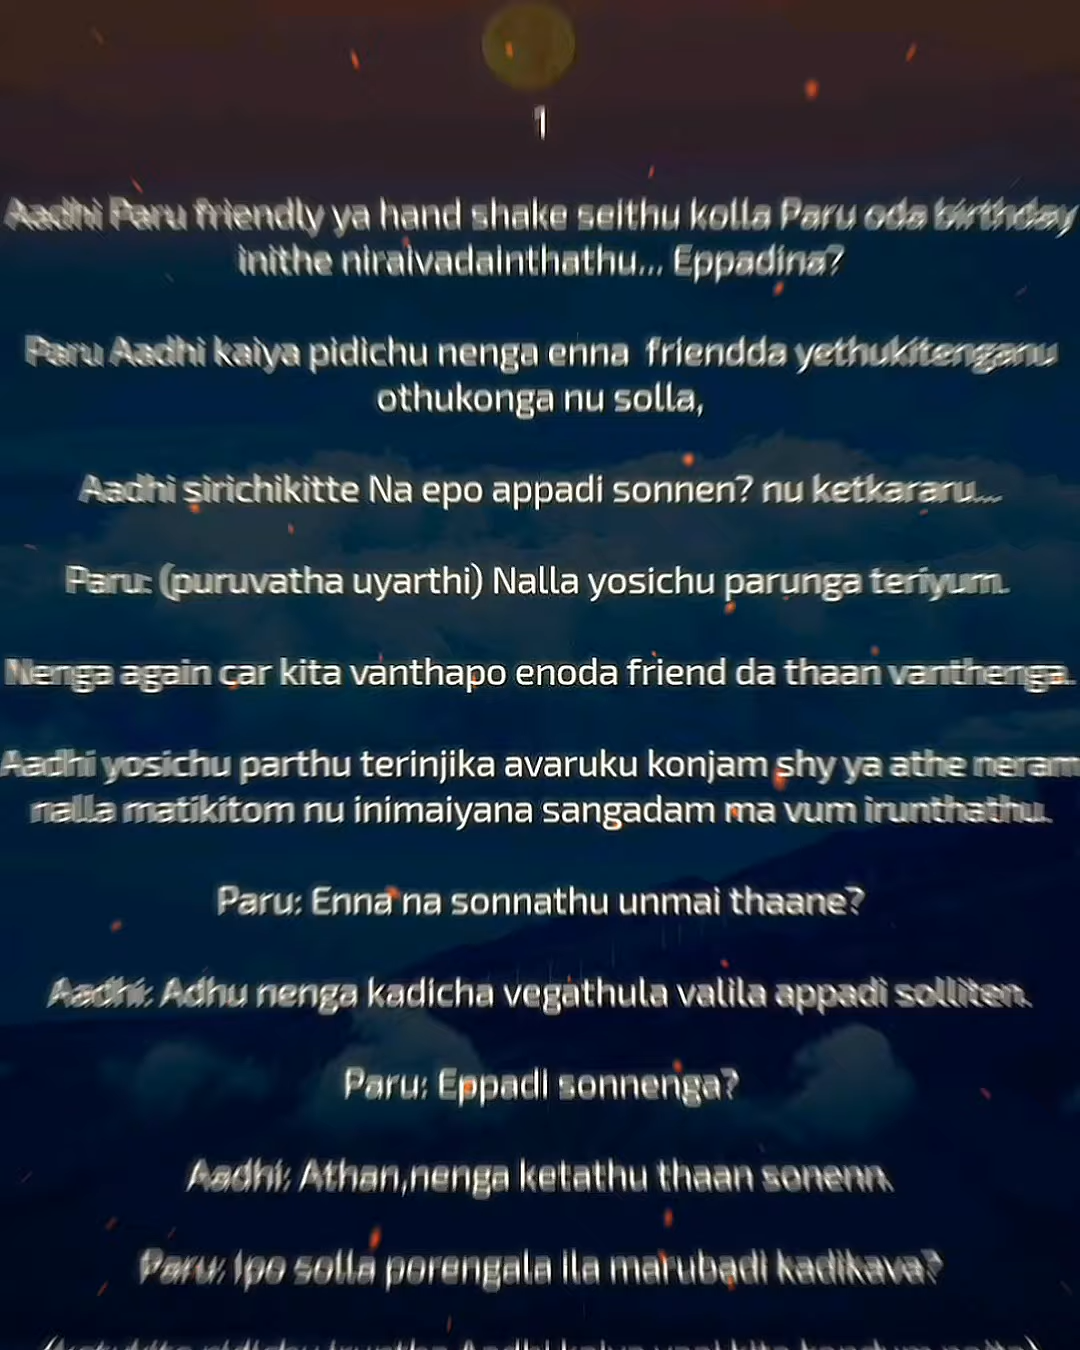 1
Aadhi Paru friendly ya hand shake seithu kolla Paru oda birthday
inithe niraivadainthathu... Eppadina?
Paru Aadhi kaiya pidichu nenga enna friendda yethukitenganu
othukonga nu solla,
Aadhi sirichikitte Na epo appadi sonnen? nu ketkararu...
Paru: (puruvatha uyarthi) Nalla yosichu parunga teriyum.
Nenga again car kita vanthapo enoda friend da thaan vanthenga.
Aadhi yosichu parthu terinjika avaruku konjam shy ya athe neram
nalla matikitom nu inimaiyana sangadam ma vum irunthathu.
Paru: Enna na sonnathu unmai thaane?
Aadhi: Adhu nenga kadicha vegathula valila appadi solliten.
Paru: Eppadi sonnenga?
Aadhi: Athan,nenga ketathu thaan sonenn.
Paru: Ipo solla porengala ila marubadi kadikava?